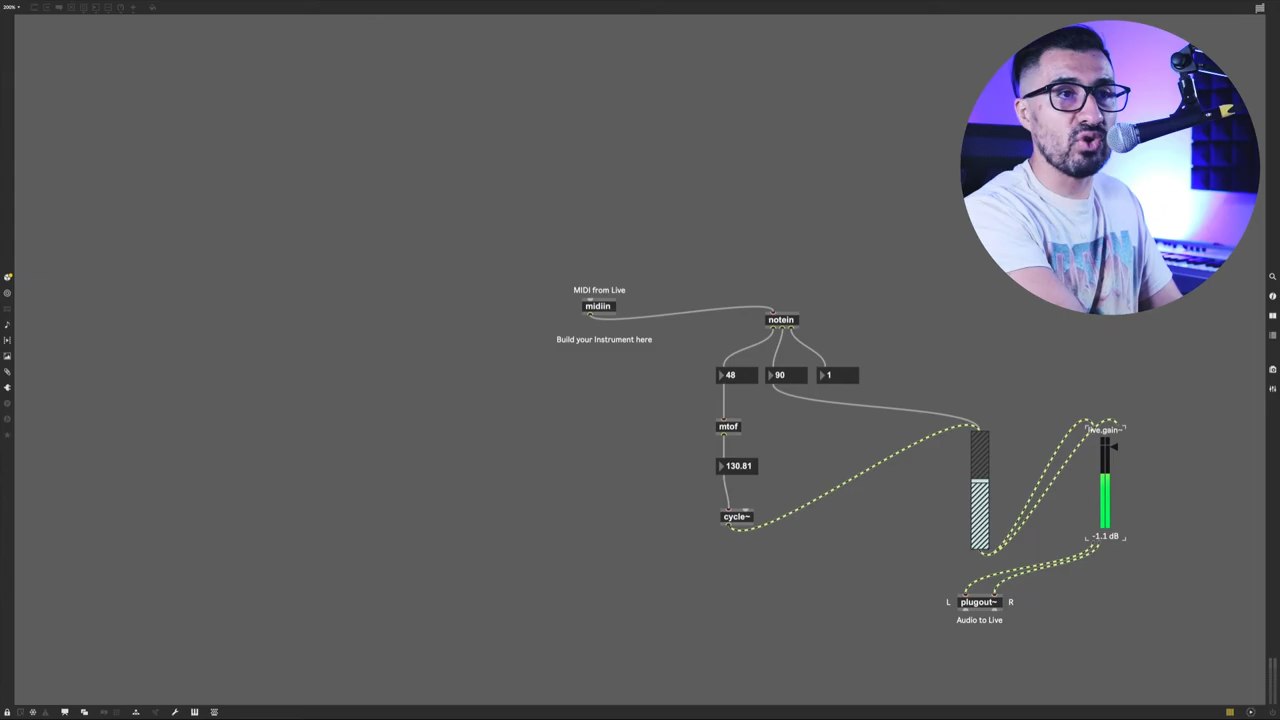 200%
MIDI from Live
midiin
notein
Build your Instrument here
48
90
1
mtof
live.gain~
130.81
cycle~
-1.1 dB
L plugout~ R
Audio to Live